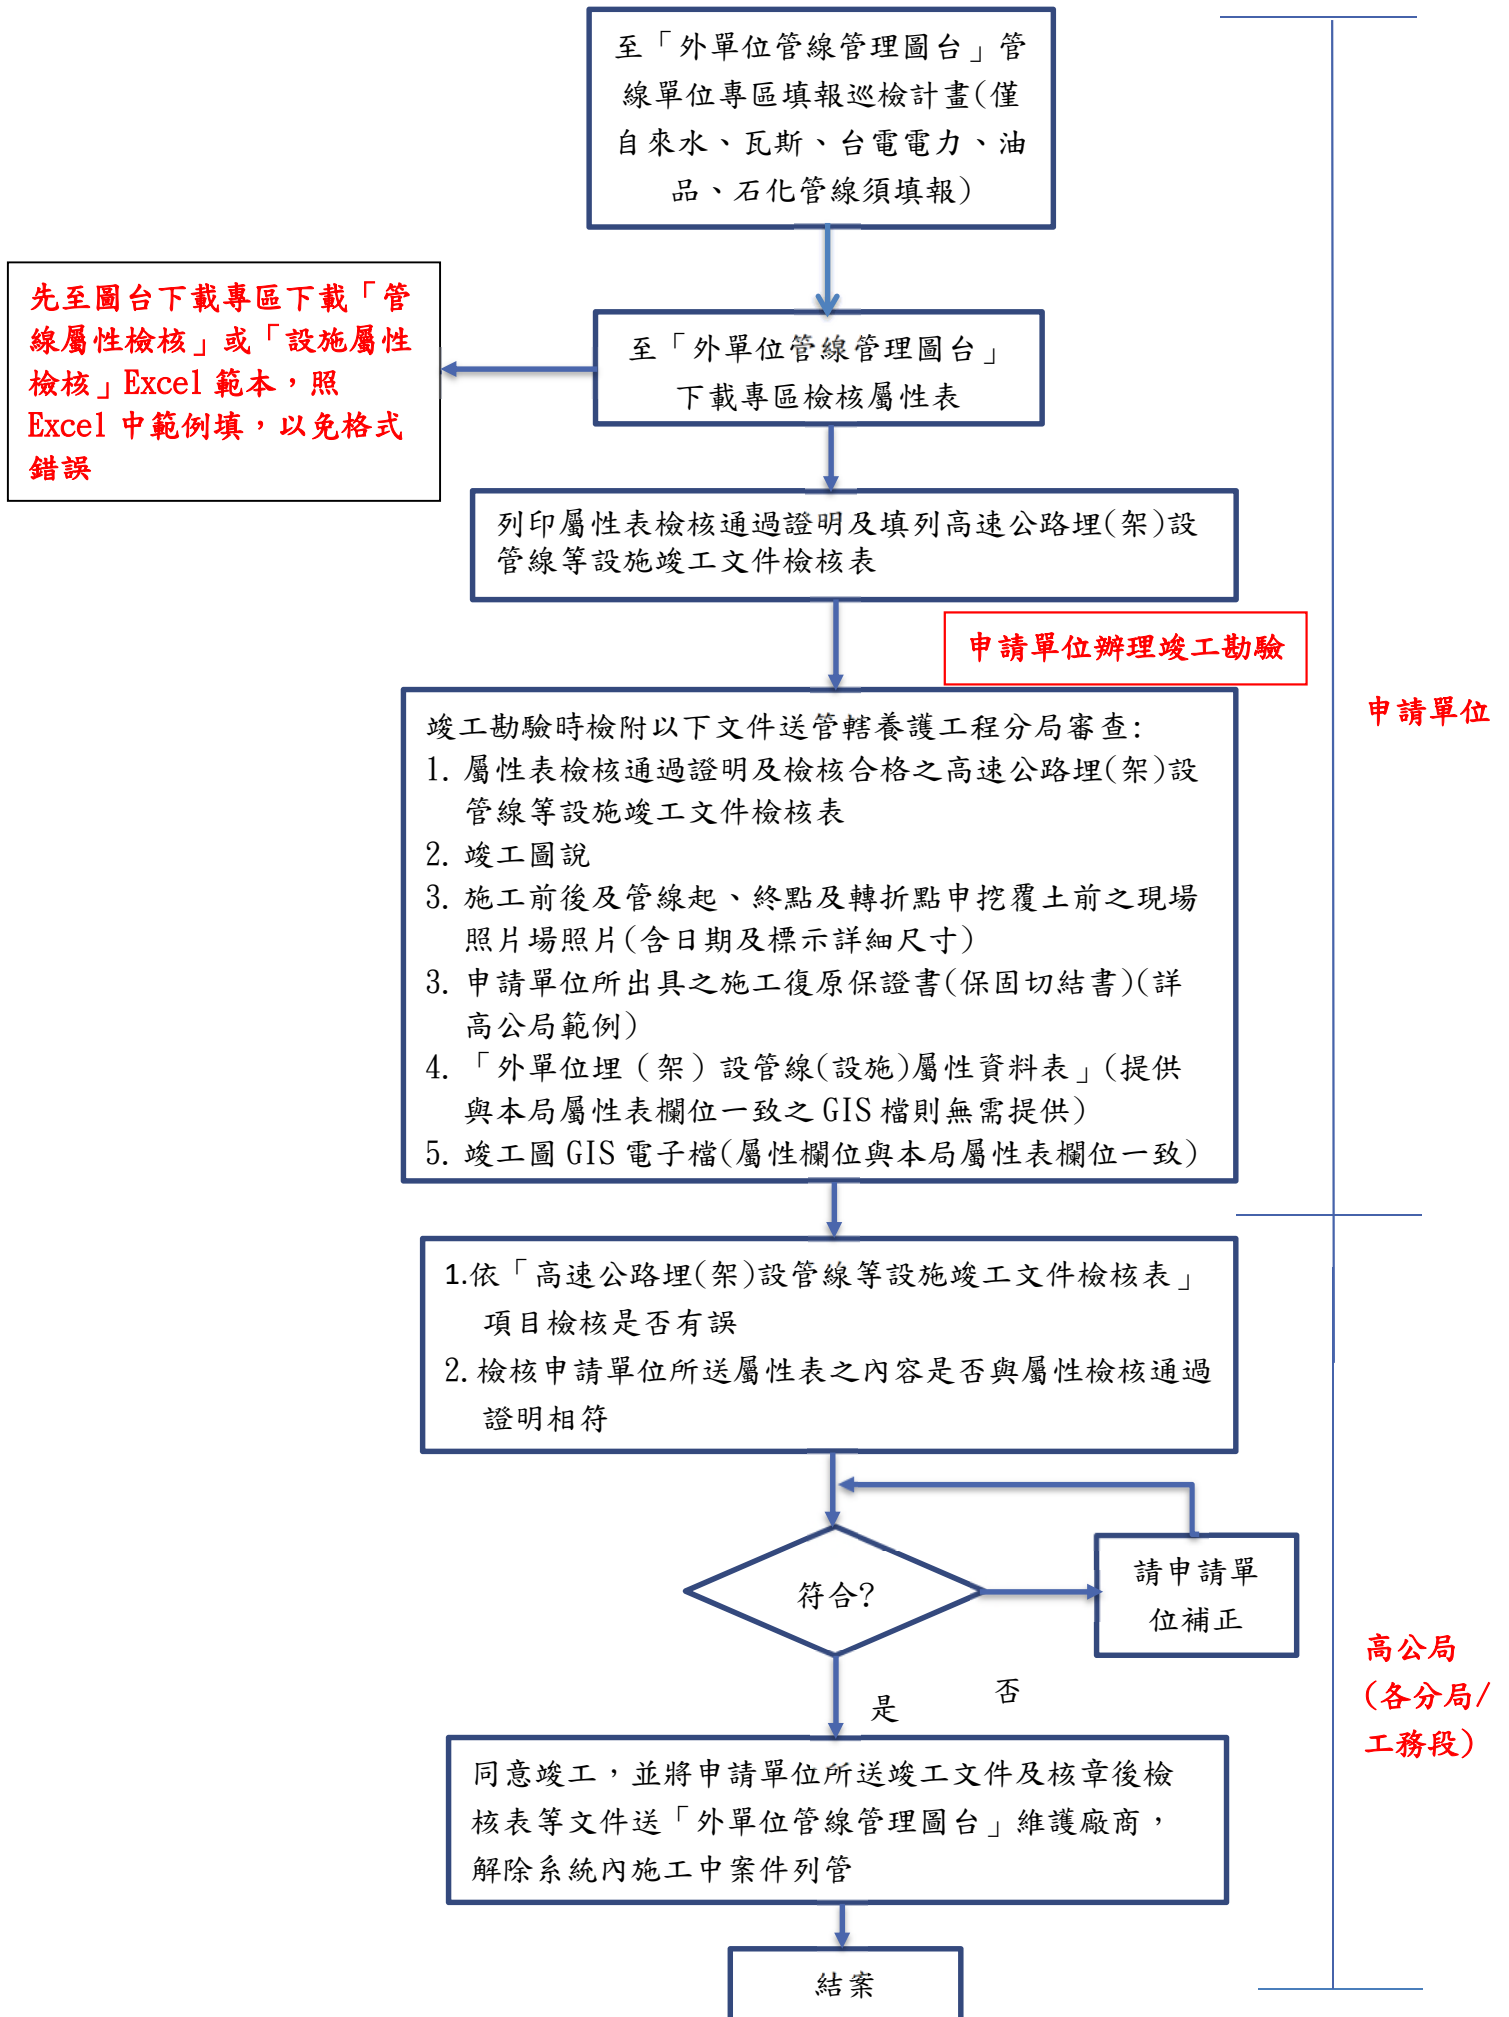 至「外單位管線管理圖台」管
線單位專區填報巡檢計畫(僅
自來水、瓦斯、台電電力、油
品、石化管線須填報)
先至圖台下載專區下載「管
線屬性檢核」或「設施屬性
檢核」Excel 範本，照
Excel 中範例填，以免格式
錯誤
至「外單位管線管理圖台」
下載專區檢核屬性表
列印屬性表檢核通過證明及填列高速公路埋(架)設
管線等設施竣工文件檢核表
申請單位辦理竣工勘驗
申請單位
竣工勘驗時檢附以下文件送管轄養護工程分局審查:
1. 屬性表檢核通過證明及檢核合格之高速公路埋(架)設
管線等設施竣工文件檢核表
2. 竣工圖說
3. 施工前後及管線起、終點及轉折點申挖覆土前之現場
照片場照片(含日期及標示詳細尺寸)
3. 申請單位所出具之施工復原保證書(保固切結書)(詳
高公局範例)
4. 「外單位埋（架）設管線(設施)屬性資料表」(提供
與本局屬性表欄位一致之 GIS 檔則無需提供)
5. 竣工圖 GIS 電子檔(屬性欄位與本局屬性表欄位一致)
1.依「高速公路埋(架)設管線等設施竣工文件檢核表」
項目檢核是否有誤
2. 檢核申請單位所送屬性表之內容是否與屬性檢核通過
證明相符
符合?
請申請單
位補正
是
否
高公局
(各分局/
工務段)
同意竣工，並將申請單位所送竣工文件及核章後檢
核表等文件送「外單位管線管理圖台」維護廠商，
解除系統內施工中案件列管
結案